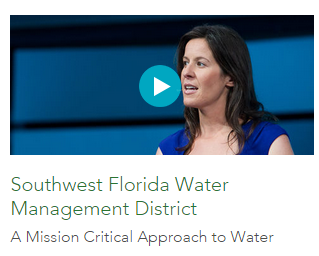 Southwest Florida Water
Management District
A Mission Critical Approach to Water